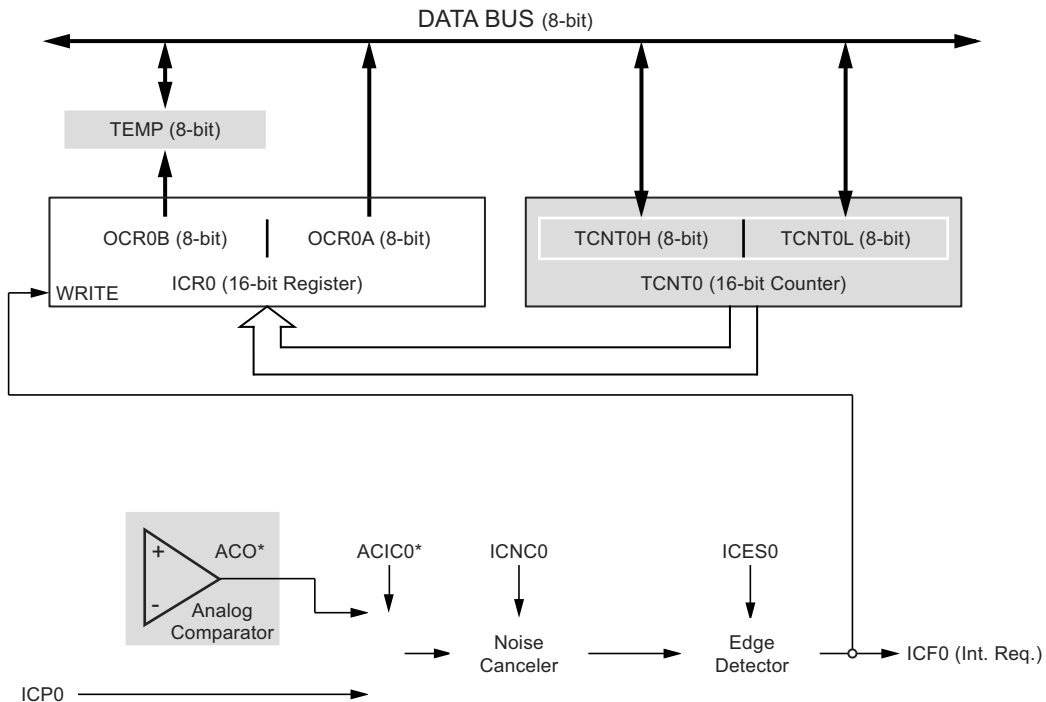 DATA BUS (8-bit)
TEMP (8-bit)
OCR0B (8-bit)
OCR0A (8-bit)
TCNT0H (8-bit)
TCNT0L (8-bit)
ICR0 (16-bit Register)
TCNT0 (16-bit Counter)
WRITE
+
ACO*
ACIC0*
ICNC0
ICES0
-
Analog
Comparator
Noise
Canceler
Edge
Detector
ICF0 (Int. Req.)
ICP0